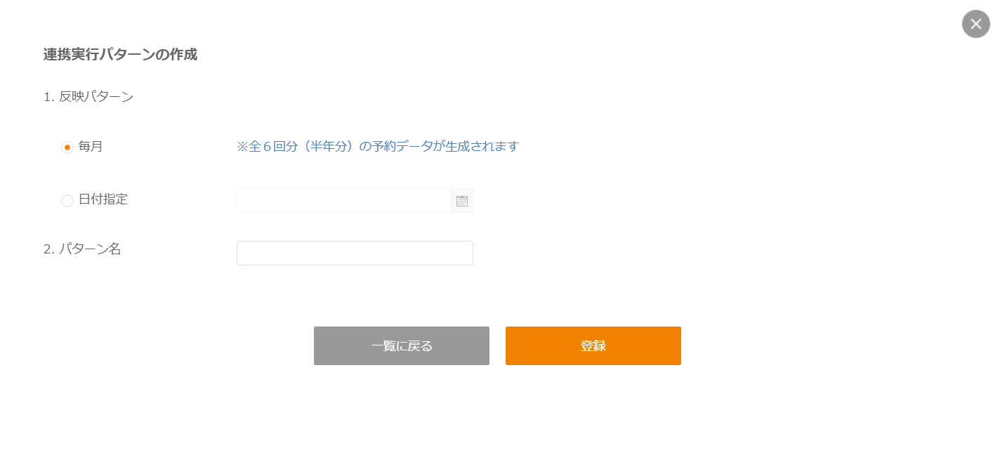 連携実行パターンの作成
1. 反映パターン
毎月
※全６回分（半年分）の予約データが生成されます
日付指定
2. パターン名
一覧に戻る
登録